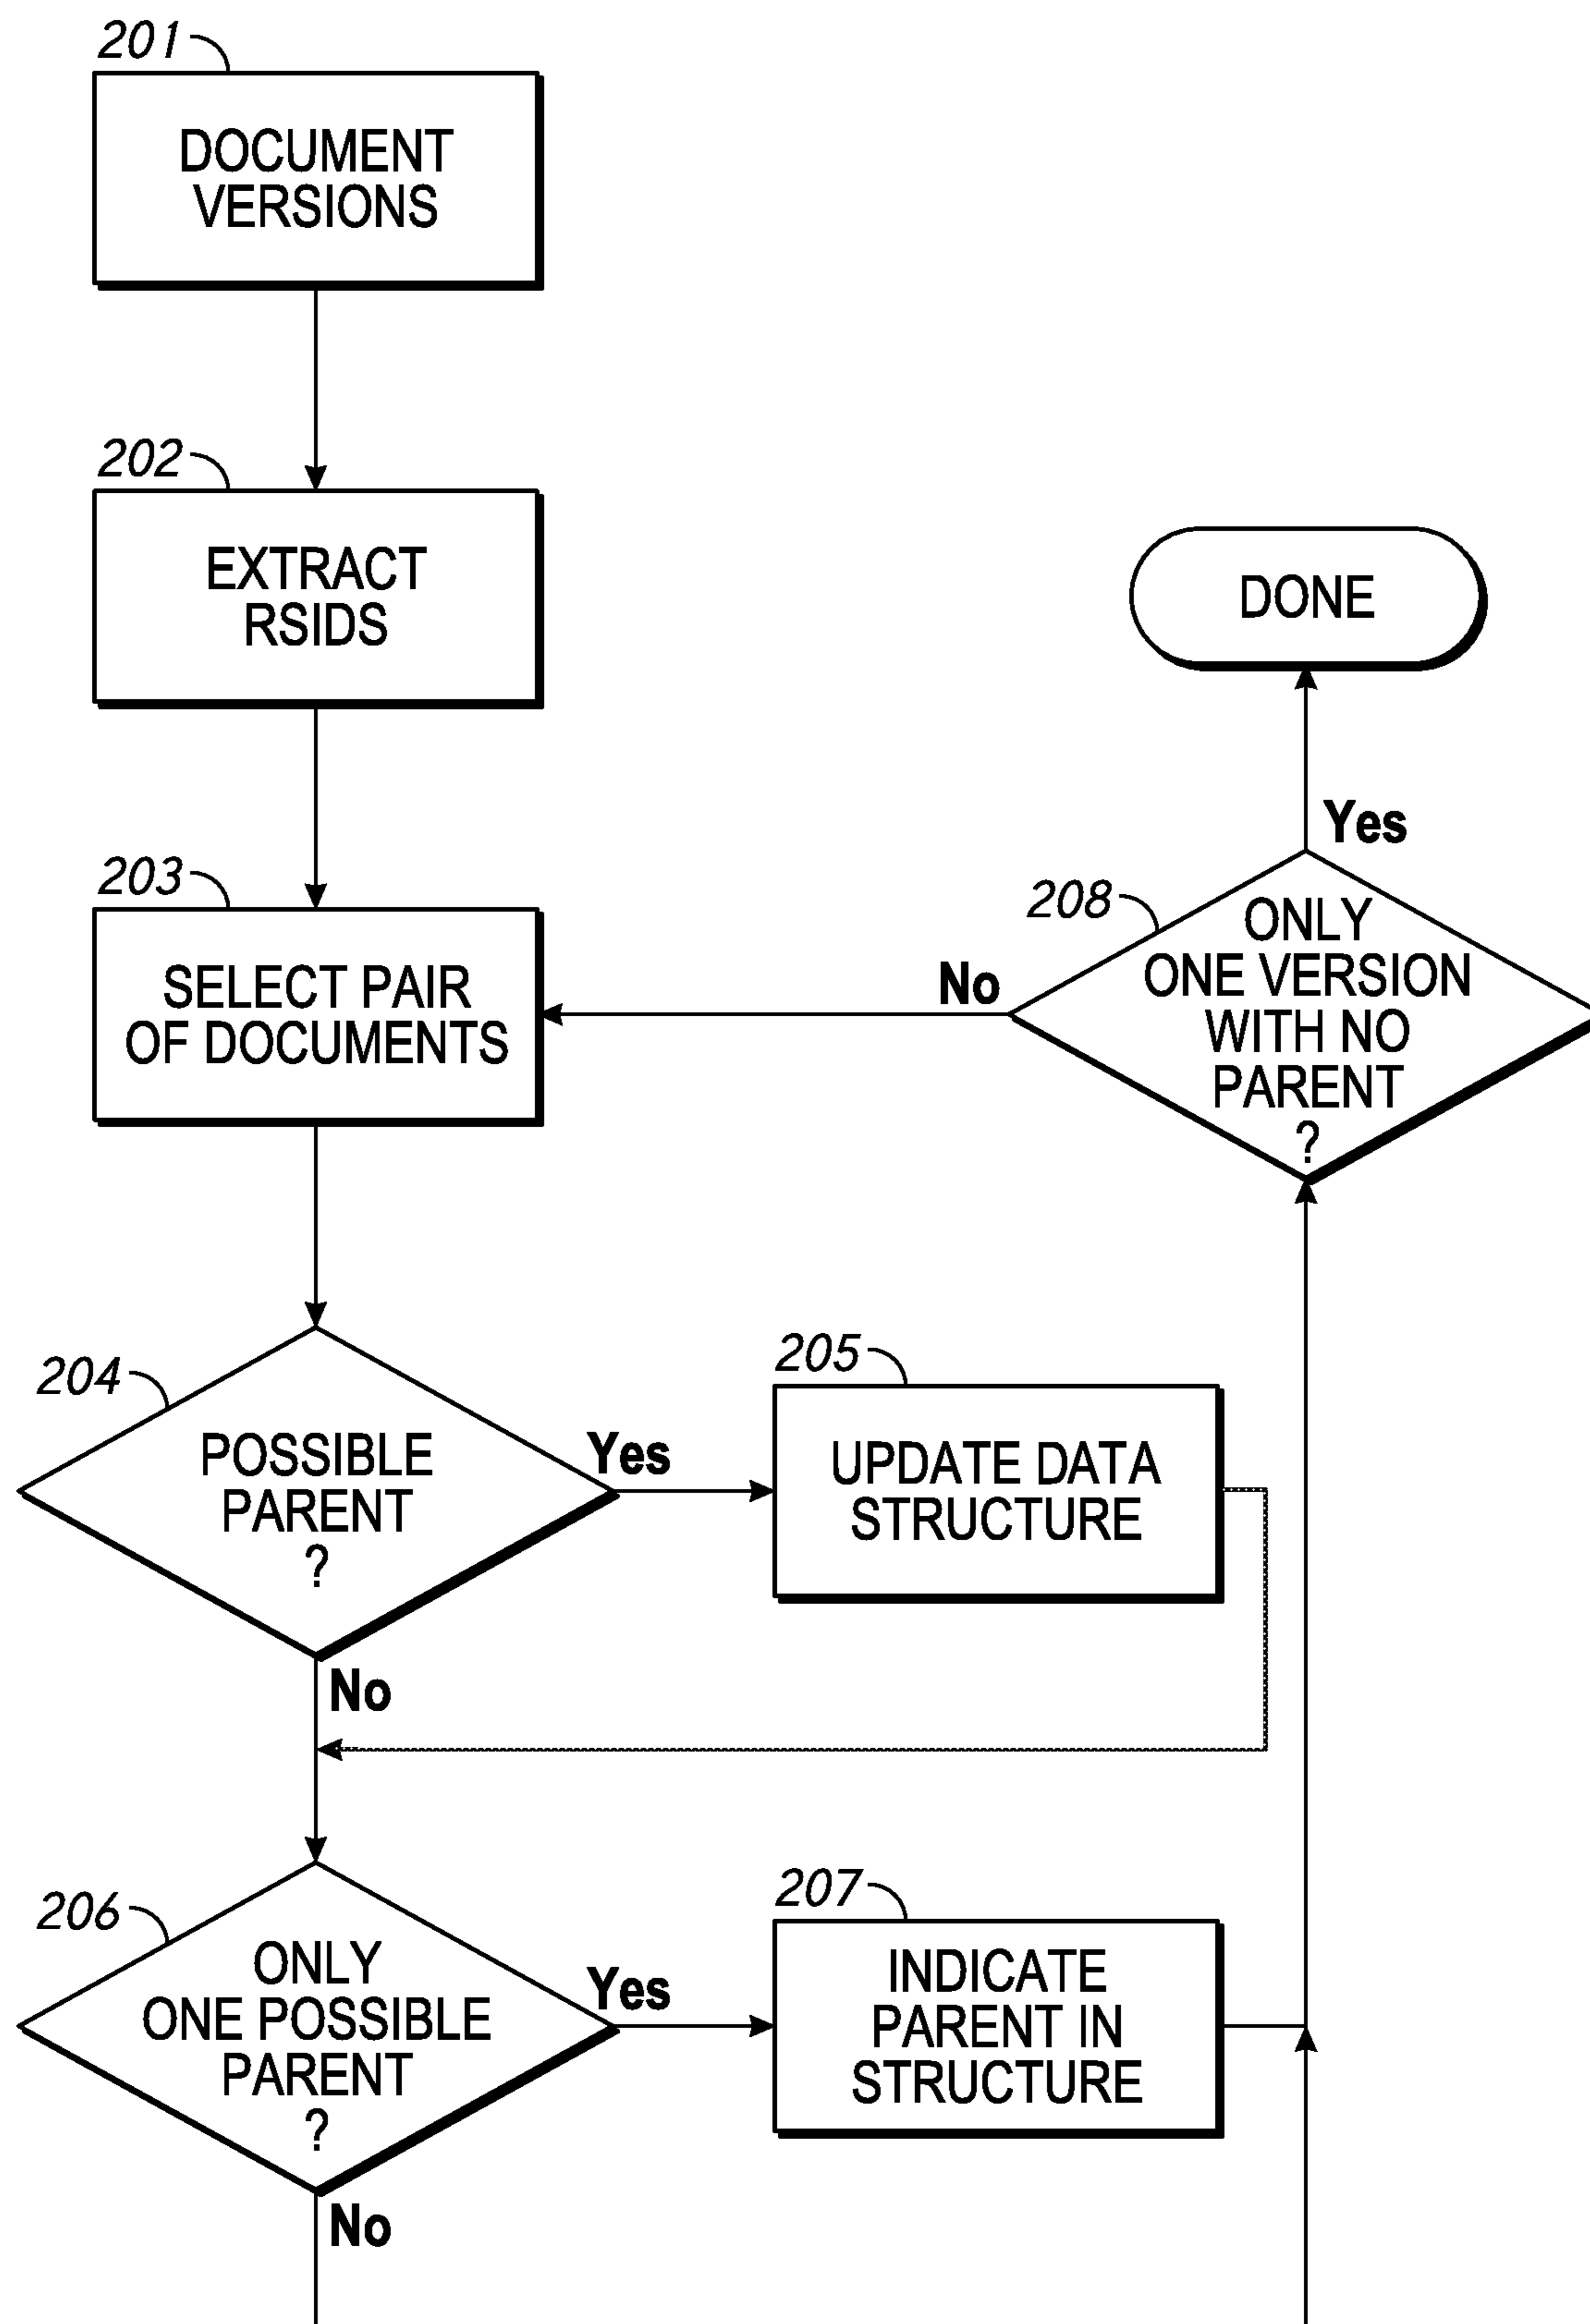 201
DOCUMENT
VERSIONS
202
EXTRACT
RSIDS
DONE
Yes
203
SELECT PAIR
OF DOCUMENTS
208
No
ONLY
ONE VERSION
WITH NO
PARENT
?
204
POSSIBLE
PARENT
?
Yes
205
UPDATE DATA
STRUCTURE
No
206
ONLY
ONE POSSIBLE
PARENT
?
Yes
207
INDICATE
PARENT IN
STRUCTURE
No